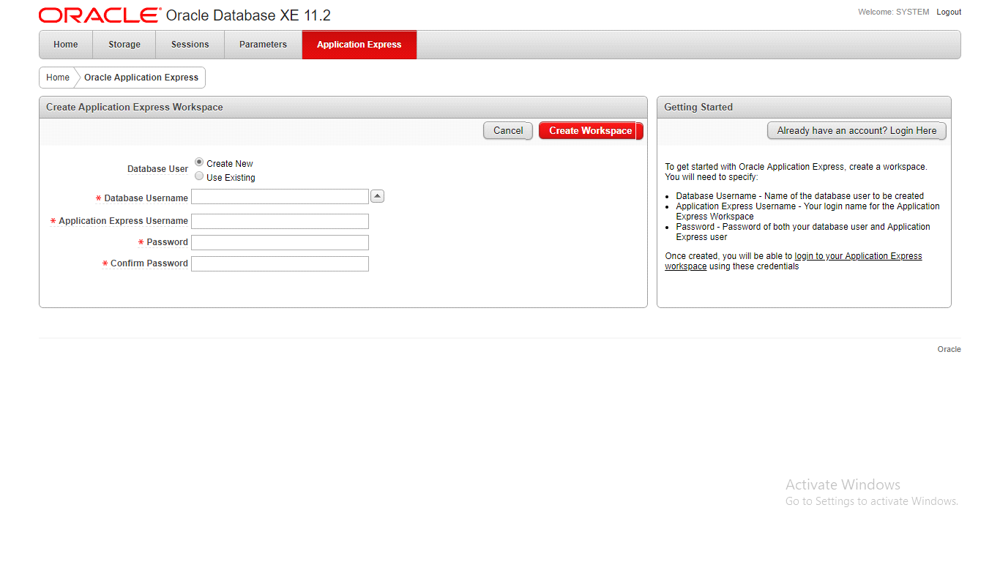 ORACLE Oracle Database XE 11.2
Welcome: SYSTEM Logout
Home Storage Sessions Parameters Application Express
Home Oracle Application Express
Create Application Express Workspace
Cancel Create Workspace
Database User
Create New
Use Existing
* Database Username
* Application Express Username
* Password
* Confirm Password
Getting Started
Already have an account? Login Here
To get started with Oracle Application Express, create a workspace.
You will need to specify:
• Database Username - Name of the database user to be created
• Application Express Username - Your login name for the Application
Express Workspace
• Password - Password of both your database user and Application
Express user
Once created, you will be able to login to your Application Express
workspace using these credentials
Oracle
Activate Windows
Go to Settings to activate Windows.